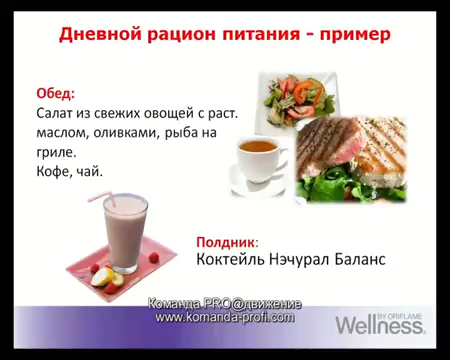 Дневной рацион питания - пример
Обед:
Салат из свежих овощей с раст.
маслом, оливками, рыба на
гриле.
Кофе, чай.
Полдник:
Коктейль Нэчурал Баланс
Команда PRO@движение
www.komanda-profi.com
BY ORIFLAME
Wellness.